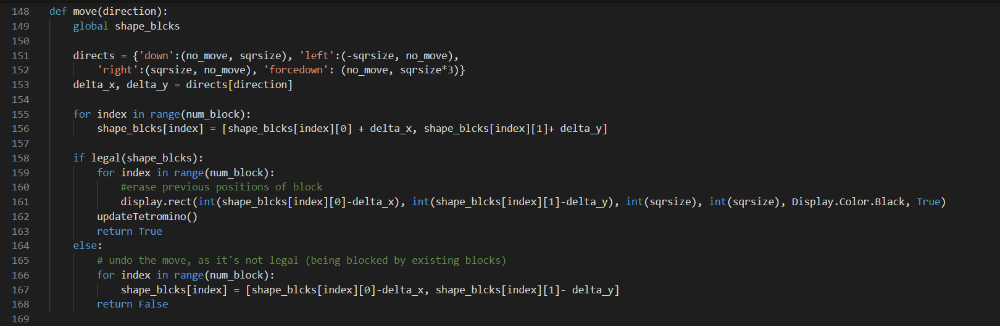 148 def move(direction):
149     global shape_blcks
150
151     directs = {'down':(no_move, sqrsize), 'left':(-sqrsize, no_move),
152         'right':(sqrsize, no_move), 'forcedown': (no_move, sqrsize*3)}
153     delta_x, delta_y = directs[direction]
154
155     for index in range(num_block):
156         shape_blcks[index] = [shape_blcks[index][0] + delta_x, shape_blcks[index][1]+ delta_y]
157
158     if legal(shape_blcks):
159         for index in range(num_block):
160             #erase previous positions of block
161             display.rect(int(shape_blcks[index][0]-delta_x), int(shape_blcks[index][1]-delta_y), int(sqrsize), int(sqrsize), Display.Color.Black, True)
162         updateTetromino()
163         return True
164     else:
165         # undo the move, as it's not legal (being blocked by existing blocks)
166         for index in range(num_block):
167             shape_blcks[index] = [shape_blcks[index][0]-delta_x, shape_blcks[index][1]- delta_y]
168         return False
169